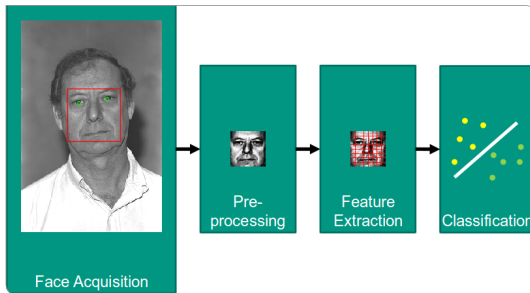 Face Acquisition
Pre-
processing
Feature
Extraction
Classification